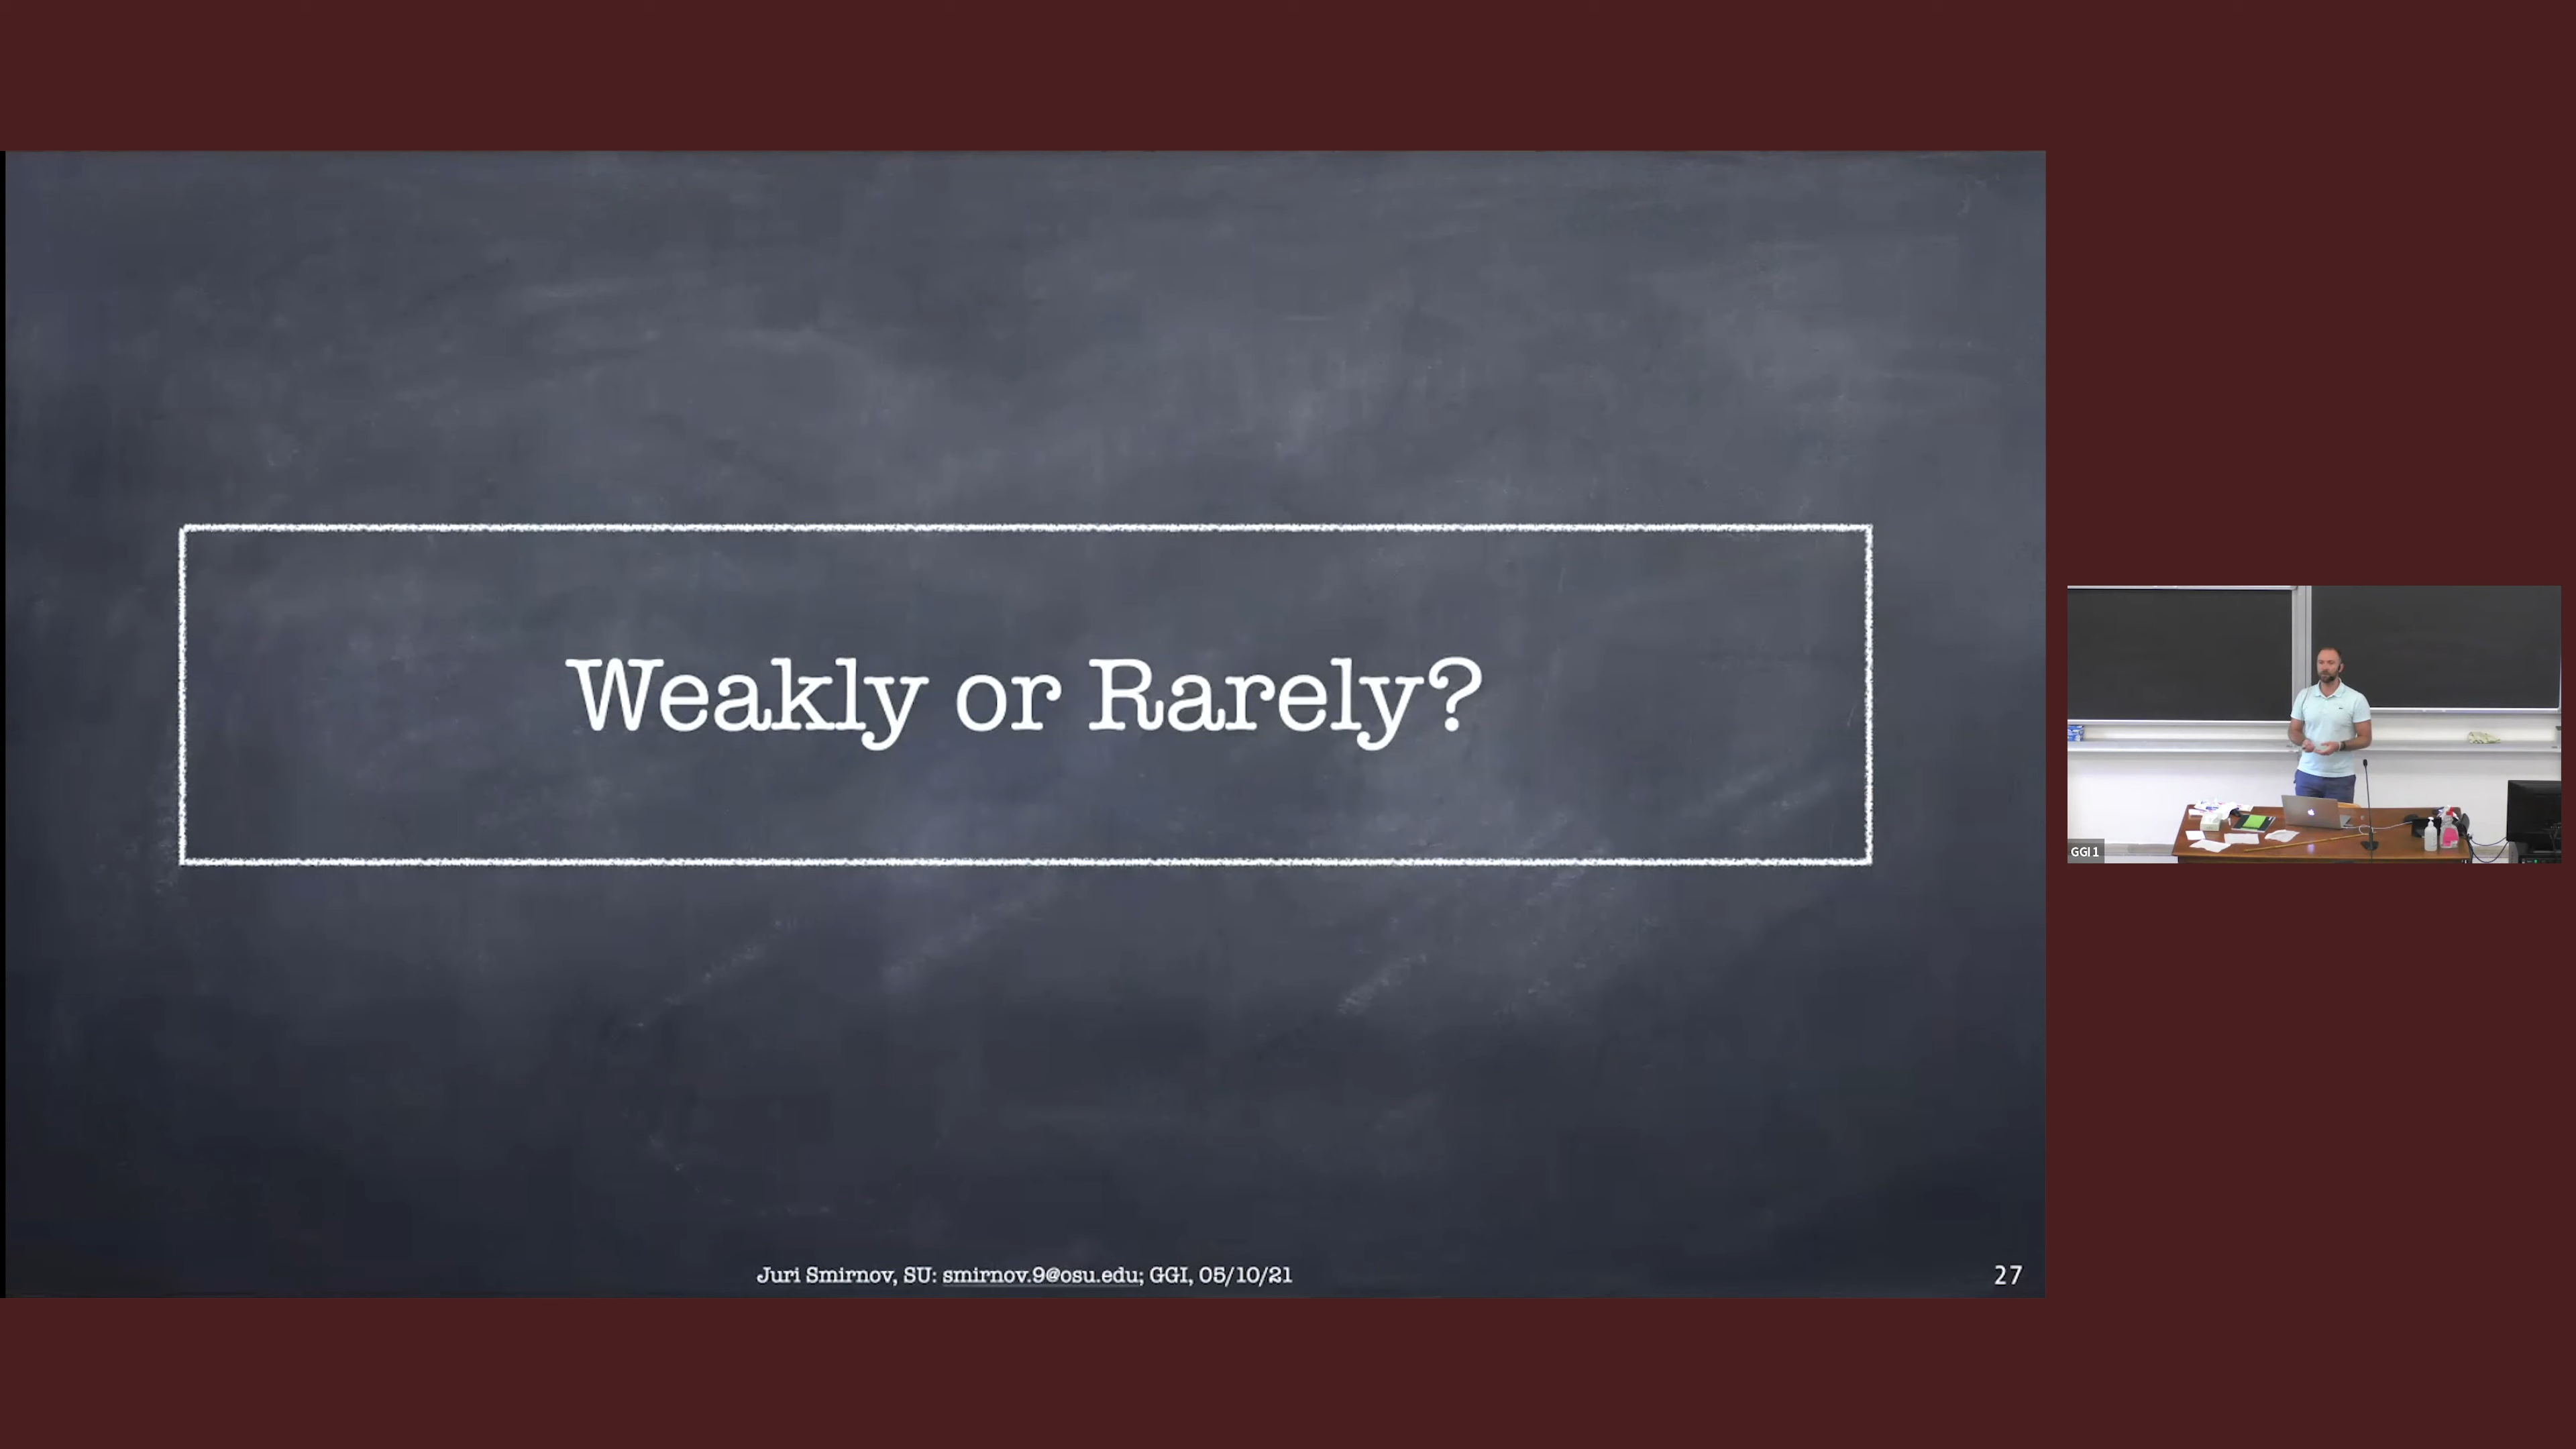 Weakly or Rarely?
Juri Smirnov, SU: smirnov.9@osu.edu; GGI, 05/10/21
27
GGI 1